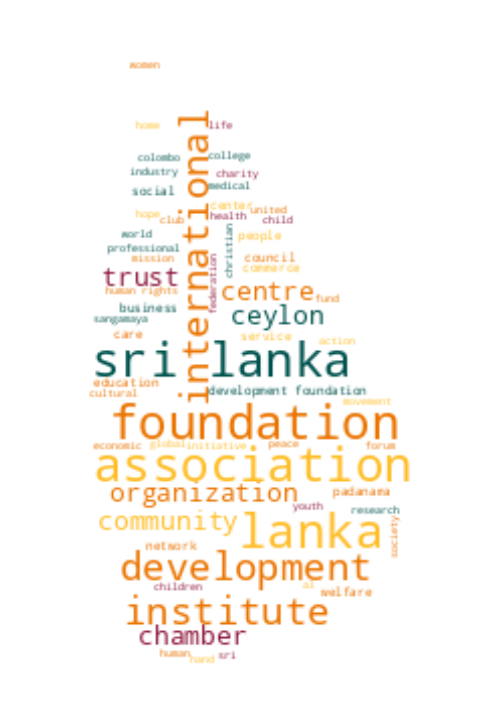 women
home
international
life
colombo
college
industry
charity
social
medical
center
united
hope
club
health
child
world
christian
people
professional
mission
council
federation
commerce
trust
human rights
centre
fund
business
ceylon
sangamaya
care
service
action
sri lanka
education
cultural
development foundation
movement
foundation
economic
global
initiative
peace
forum
association
organization
padanama
youth
research
community
lanka
society
network
development
children
al
welfare
institute
chamber
human
hand
sri